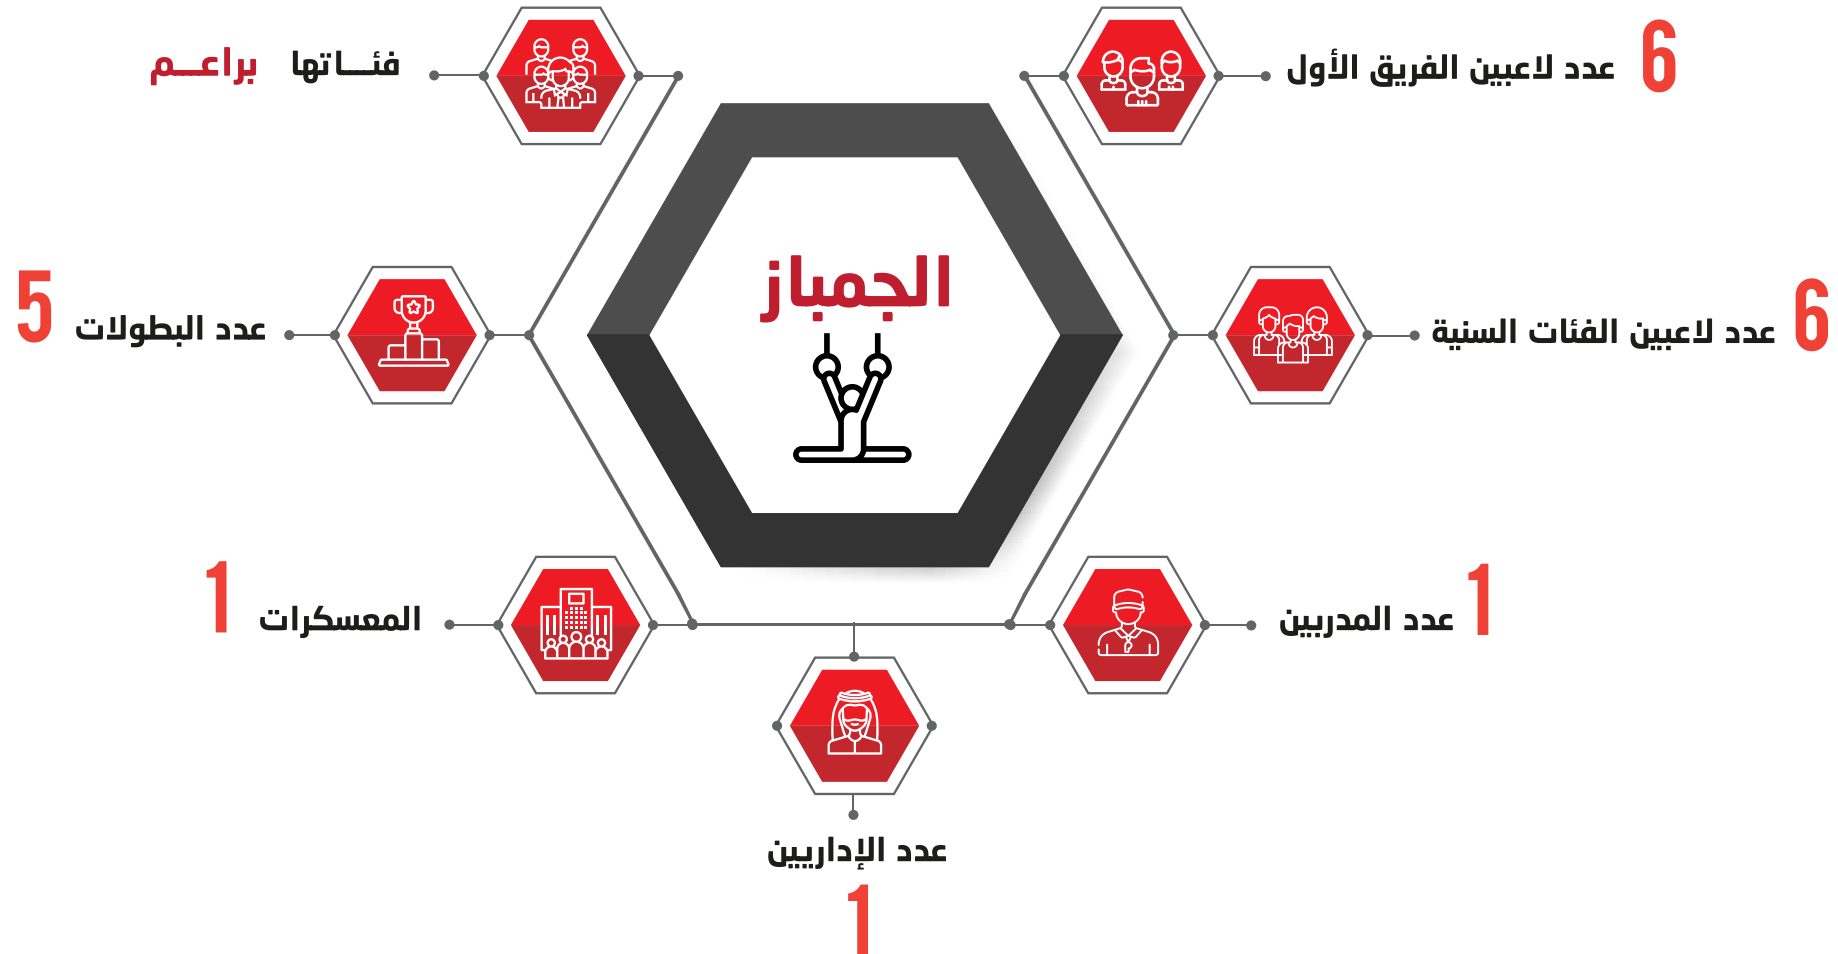 الجمباز
عدد لاعبين الفريق الأول 6
عدد لاعبين الفئات السنية 6
عدد المدربين 1
عدد الإداريين
1
المعسكرات 1
عدد البطولات 5
فئـــاتها براعـــم